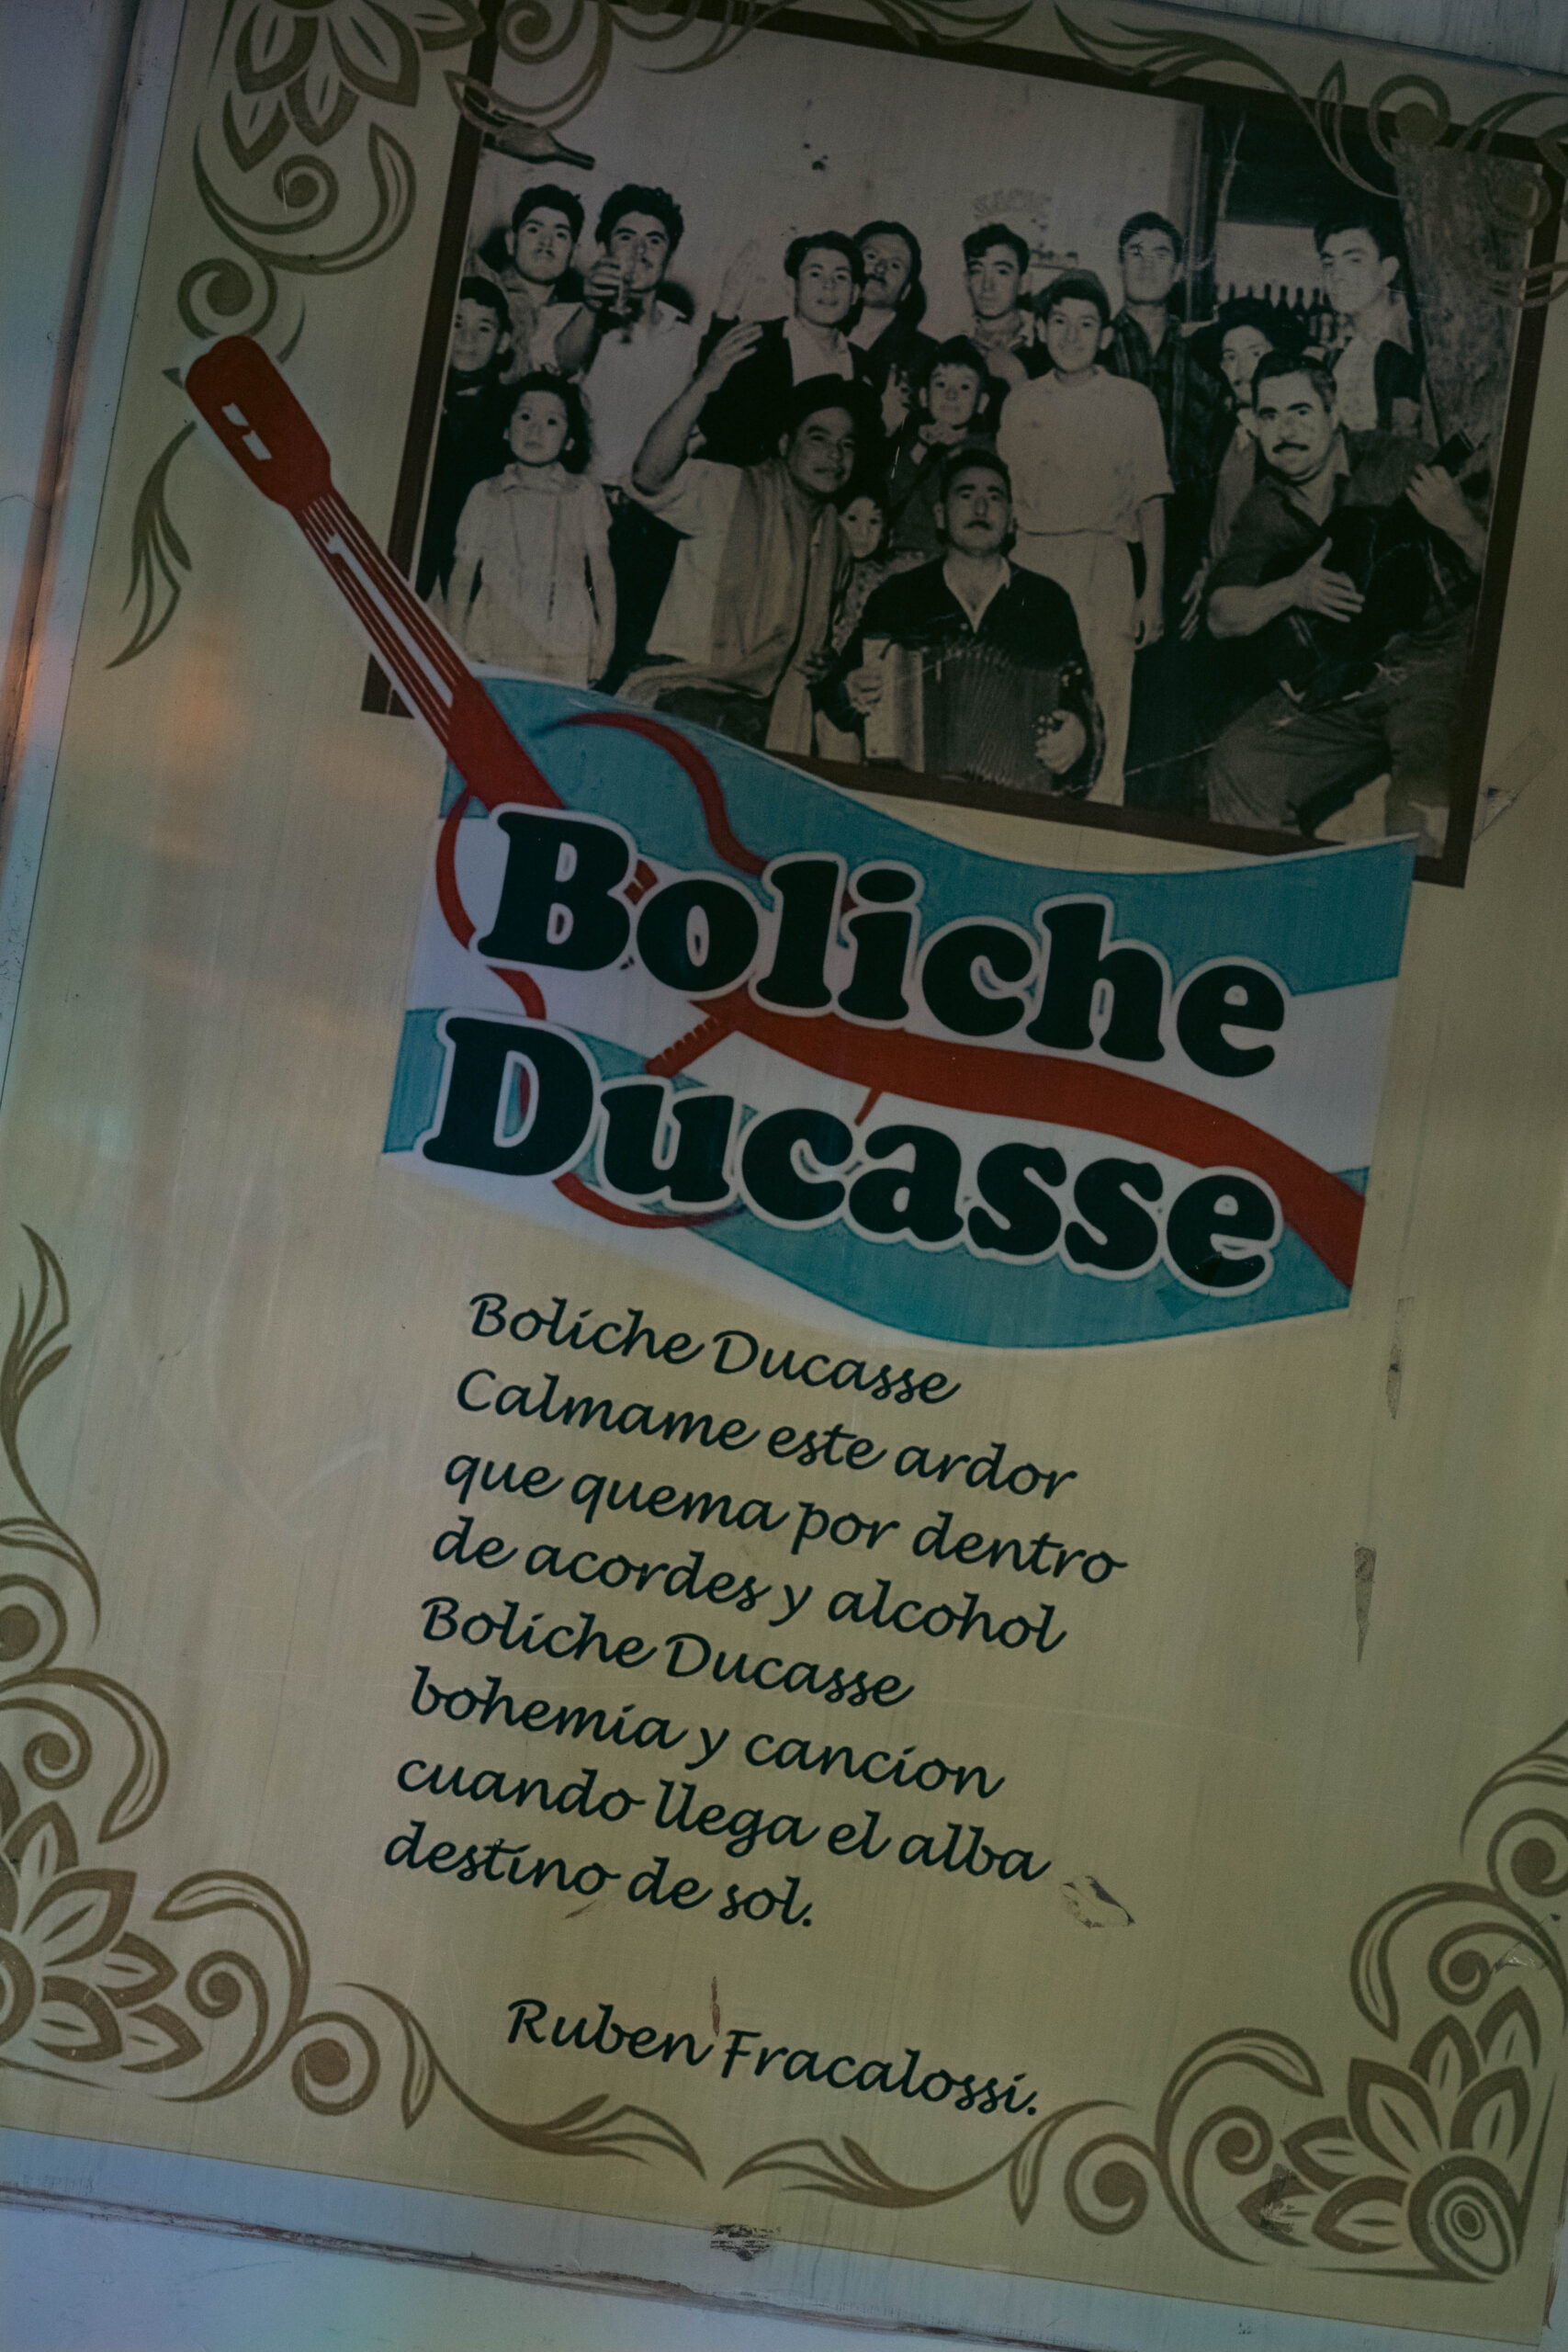 Boliche
Ducasse
Boliche Ducasse
Calmame este ardor
que quema por dentro
de acordes y alcohol
Boliche Ducasse
bohemia y cancion
cuando llega el alba
destino de sol.
Ruben Fracalossi.